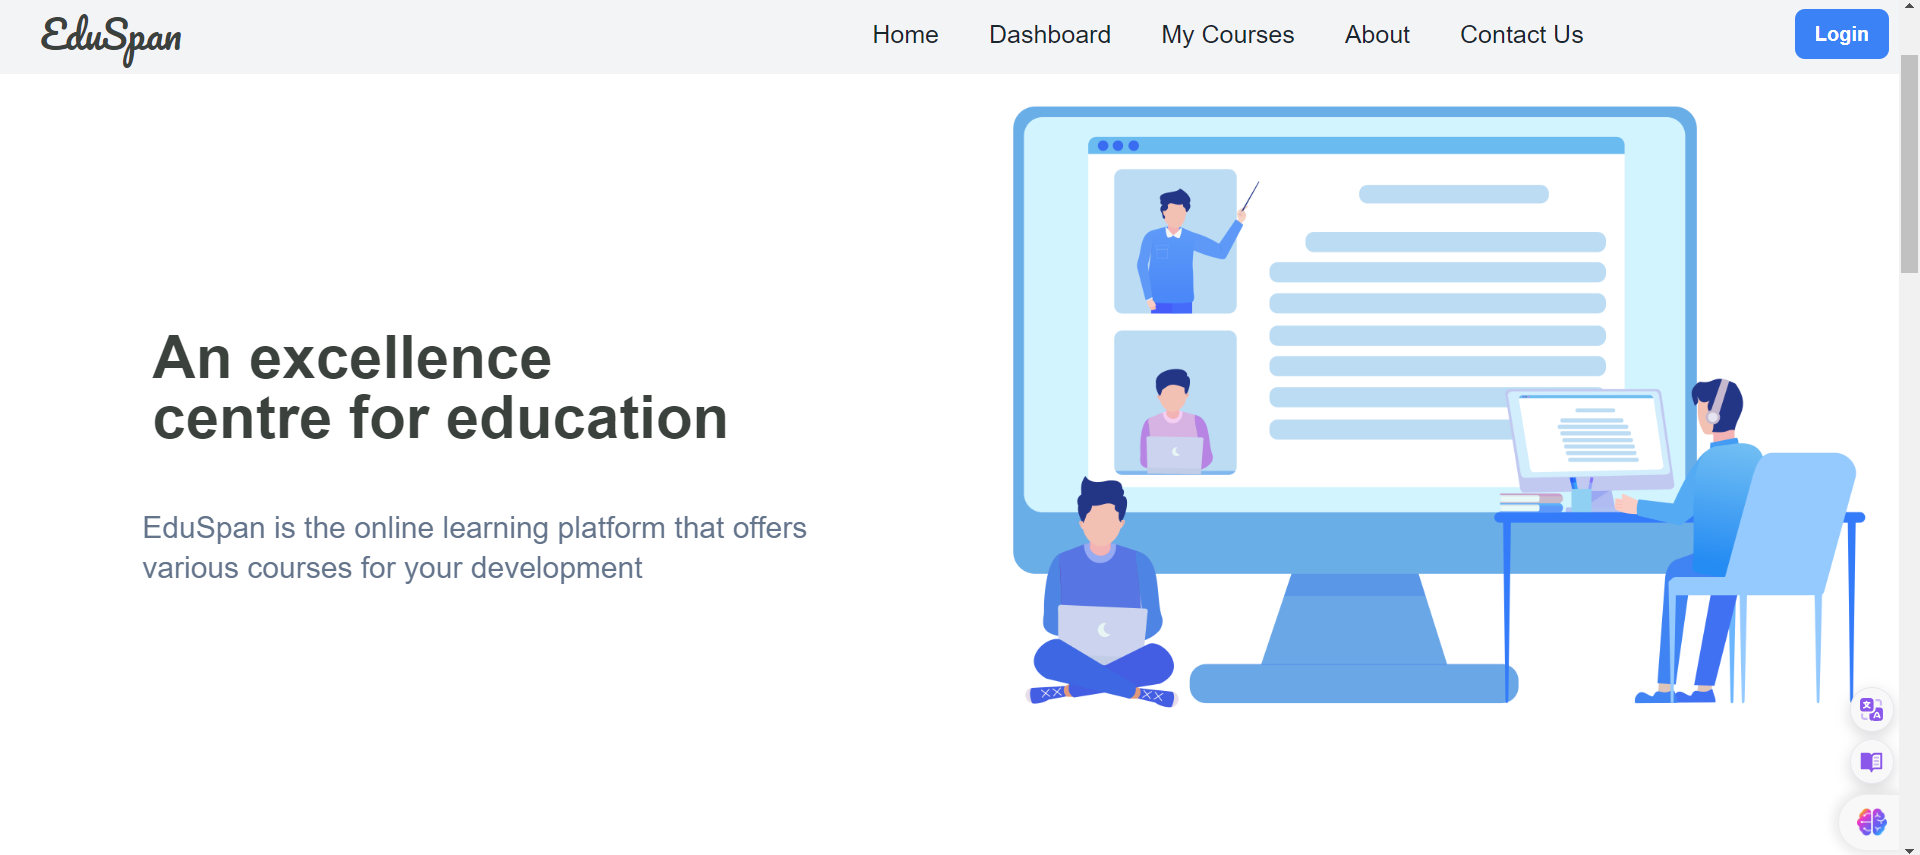 EduSpan
Home
Dashboard
My Courses
About
Contact Us
Login
An excellence
centre for education
EduSpan is the online learning platform that offers
various courses for your development